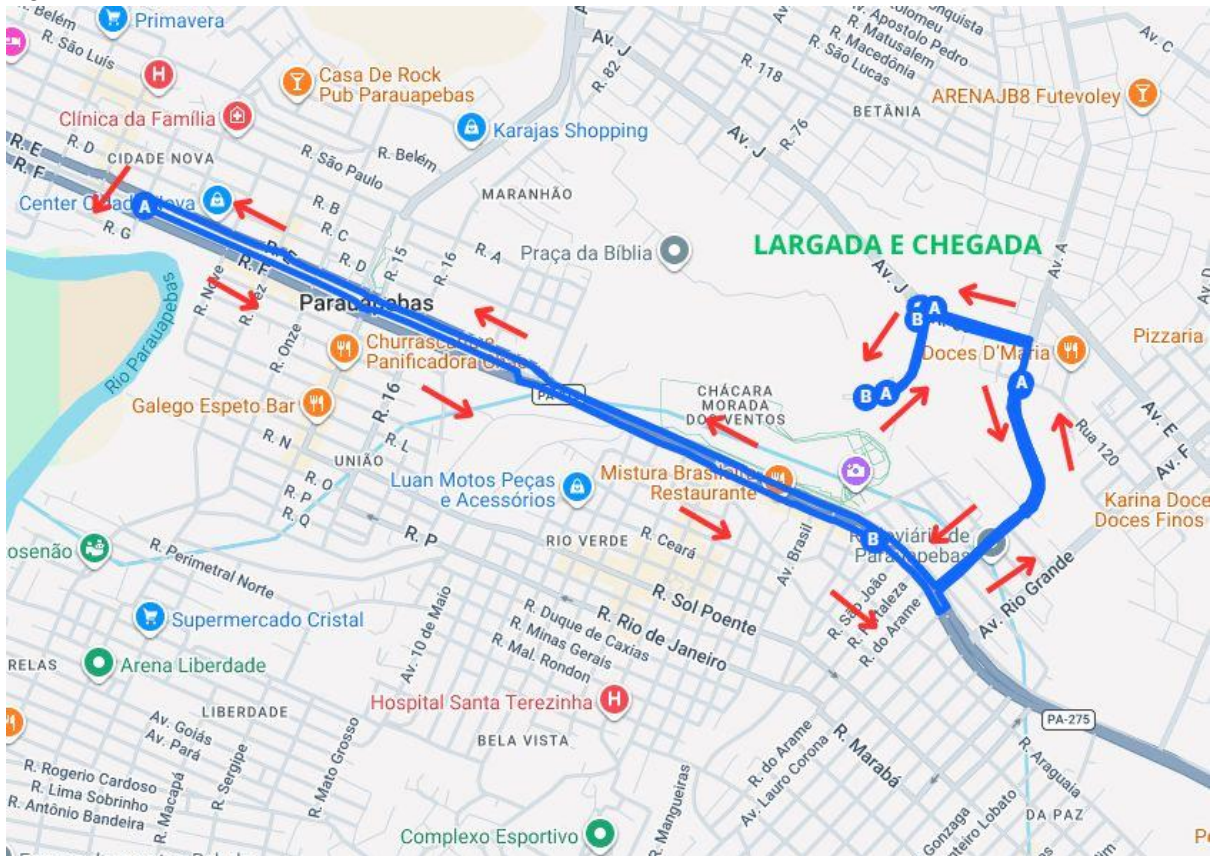 R. Belém
Primavera
R. São Luís
Casa De Rock
Pub Parauapebas
Clínica da Família
H
R. E
R. D
R. F
CIDADE NOVA
R. São Paulo
R. Belém
Karajas Shopping
MARANHÃO
R. 82
Av. J
R. 118
Av. Apostolo Pedro
R. Matusalem
R. Macedônia
R. São Lucas
BETÂNIA
Av. C
ARENAJB8 Futevoley
R. 76
Av. J
A
R. G
R. B
R. C
R. D
R. E
R. F
R. 15
R. 16
R. A
Praça da Bíblia
LARGADA E CHEGADA
Av. J
Av. A
Rio Parauapebas
R. Nove
R. Onze
Parauapebas
A
B
Doces D'Maria
Pizzaria
B
A
A
Galego Espeto Bar
R. 16
CHÁCARA
MORADA
DOS VENTOS
Rua 120
Av. E
Av. F
R. N
R. L
UNIÃO
R. O
R. P
R. Q
R. P
Luan Motos Peças
e Acessórios
Restaurante
Karina Doce
Doces Finos
RIO VERDE
R. Ceará
Av. Brasil
B
Parauapebas
R. Perimetral Norte
R. Sol Poente
R. São João
R. do Arame
Av. Rio Grande
Supermercado Cristal
Arena Liberdade
Av. 10 de Maio
R. Duque de Caxias
R. Minas Gerais
R. Mal. Rondon
R. Rio de Janeiro
Hospital Santa Terezinha
H
PA-275
LIBERDADE
BELA VISTA
Av. Goiás
Av. Pará
R. Rogerio Cardoso
R. Lima Sobrinho
R. Antônio Bandeira
R. Macapá
R. Sergipe
R. Mato Grosso
R. Mangueiras
R. do Arame
Av. Lauro Corona
R. Marabá
R. Araguaia
DA PAZ
Complexo Esportivo